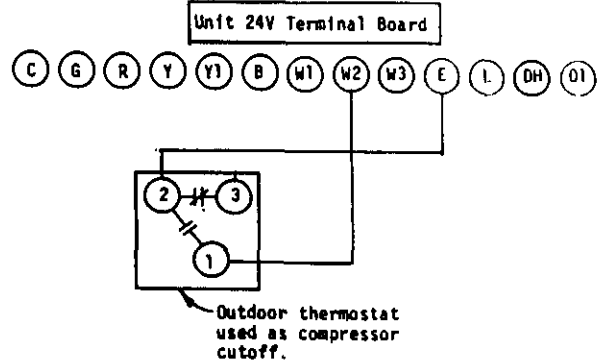 Unit 24V Terminal Board
C G R Y Y1 B W1 W2 W3 E L DH O1
2 3
1
Outdoor thermostat
used as compressor
cutoff.